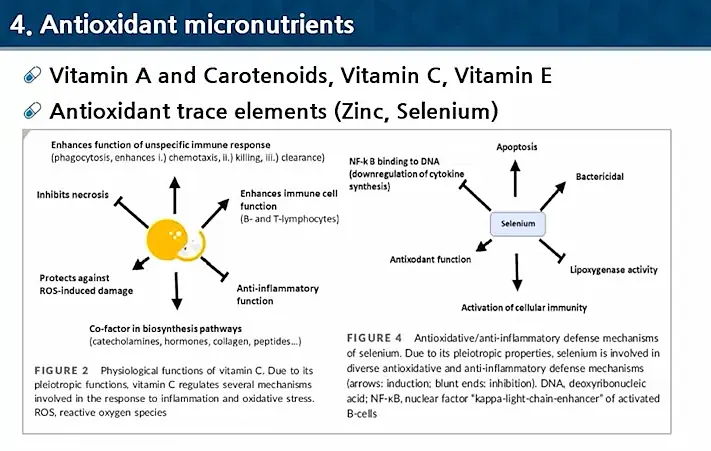 4. Antioxidant micronutrients
Vitamin A and Carotenoids, Vitamin C, Vitamin E
Antioxidant trace elements (Zinc, Selenium)
Enhances function of unspecific immune response
(phagocytosis, enhances i.) chemotaxis, ii.) killing, iii.) clearance)
Inhibits necrosis
Enhances immune cell
function
(B- and T-lymphocytes)
Protects against
ROS-induced damage
Anti-inflammatory
function
Co-factor in biosynthesis pathways
(catecholamines, hormones, collagen, peptides...)
FIGURE 2 Physiological functions of vitamin C. Due to its
pleiotropic functions, vitamin C regulates several mechanisms
involved in the response to inflammation and oxidative stress.
ROS, reactive oxygen species
Apoptosis
NF-k B binding to DNA
(downregulation of cytokine
synthesis)
Bactericidal
Selenium
Antixodant function
Lipoxygenase activity
Activation of cellular immunity
FIGURE 4 Antioxidative/anti-inflammatory defense mechanisms
of selenium. Due to its pleiotropic properties, selenium is involved in
diverse antioxidative and anti-inflammatory defense mechanisms
(arrows: induction; blunt ends: inhibition). DNA, deoxyribonucleic
acid; NF-κB, nuclear factor "kappa-light-chain-enhancer" of activated
B-cells